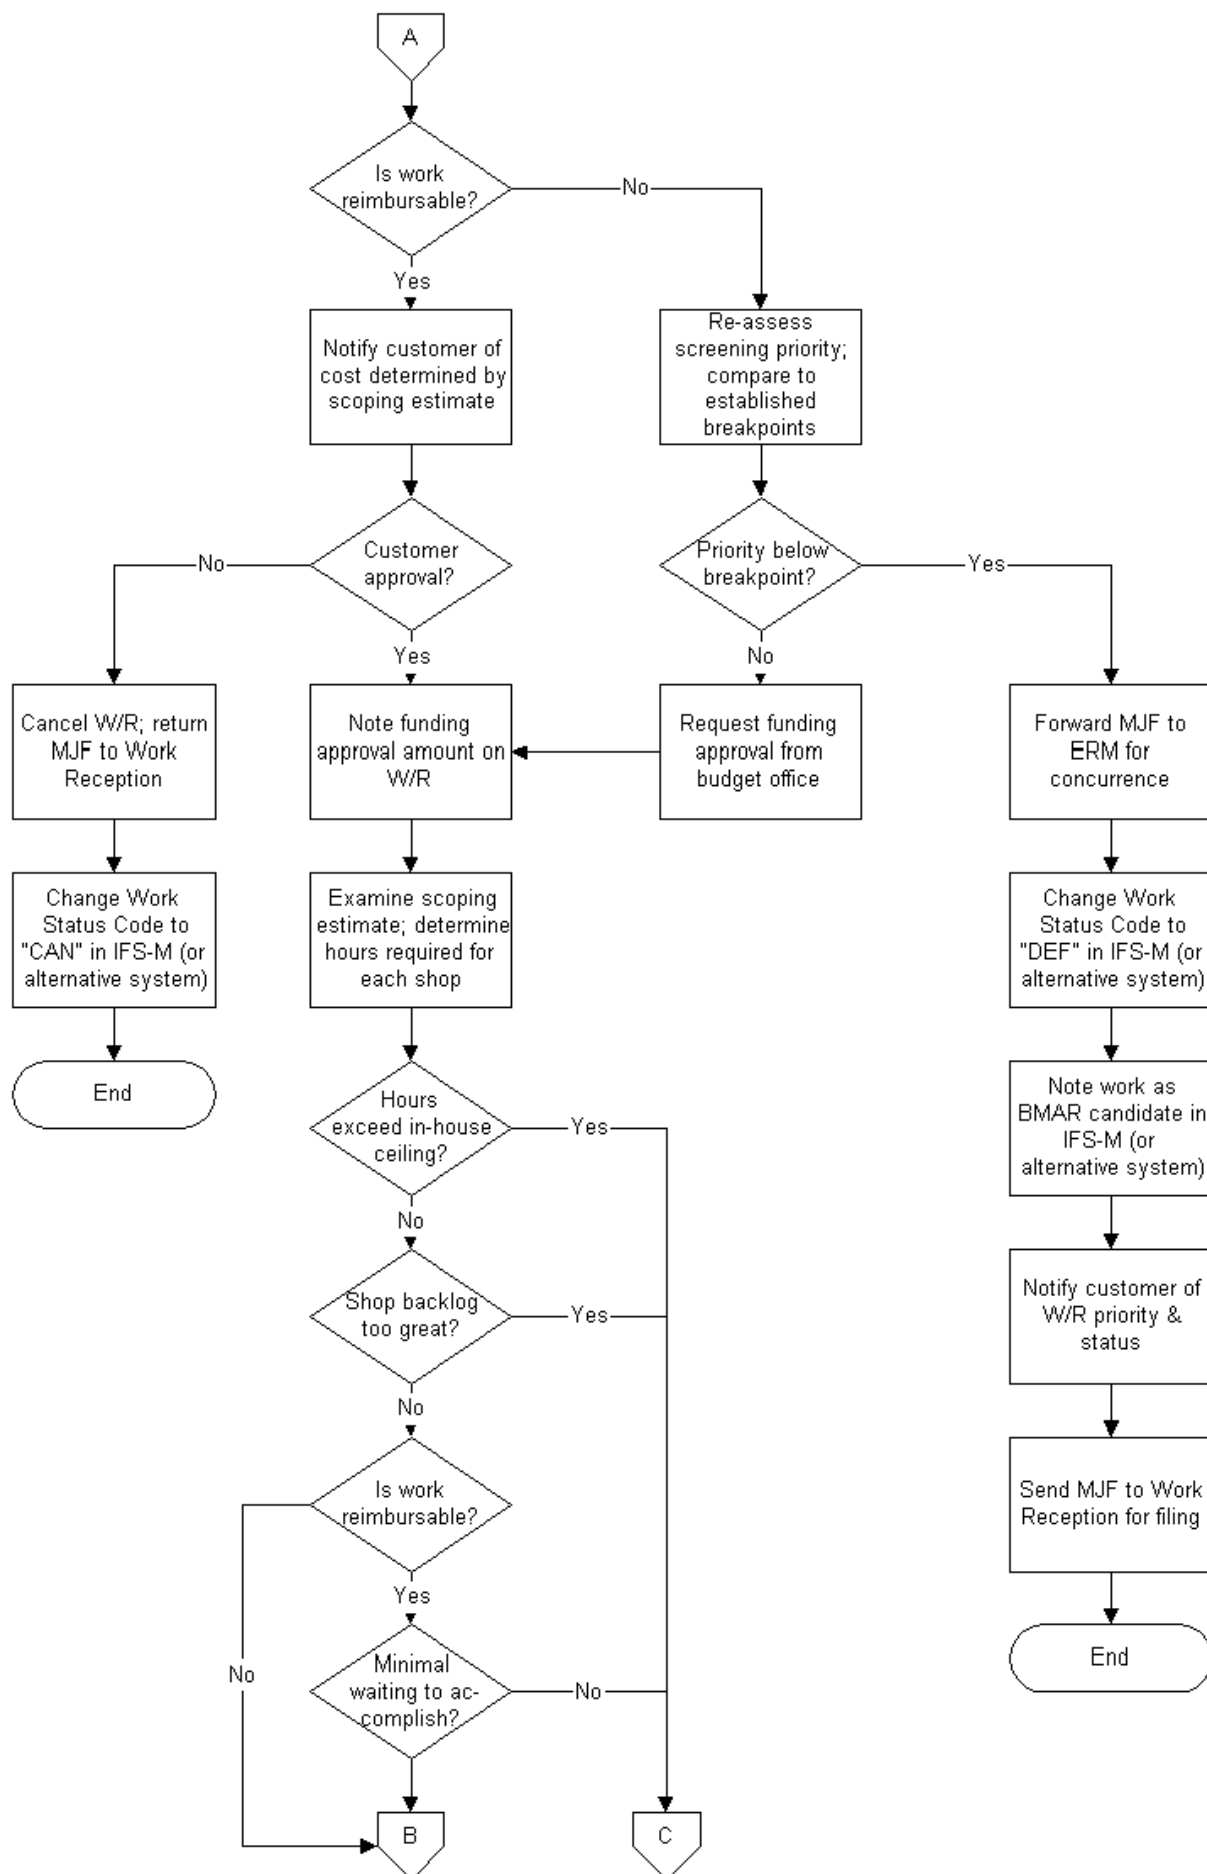 A
Is work
reimbursable?
No
Yes
Notify customer of
cost determined by
scoping estimate
Re-assess
screening priority;
compare to
established
breakpoints
Customer
approval?
No
Yes
Priority below
breakpoint?
Yes
No
Cancel W/R; return
MJF to Work
Reception
Note funding
approval amount on
W/R
Request funding
approval from
budget office
Forward MJF to
ERM for
concurrence
Change Work
Status Code to
"CAN" in IFS-M (or
alternative system)
Examine scoping
estimate; determine
hours required for
each shop
Change Work
Status Code to
"DEF" in IFS-M (or
alternative system)
End
Hours
exceed in-house
ceiling?
Yes
No
Note work as
BMAR candidate in
IFS-M (or
alternative system)
Shop backlog
too great?
Yes
No
Notify customer of
W/R priority &
status
Is work
reimbursable?
Yes
No
Send MJF to Work
Reception for filing
Minimal
waiting to ac-
complish?
No
End
B
C